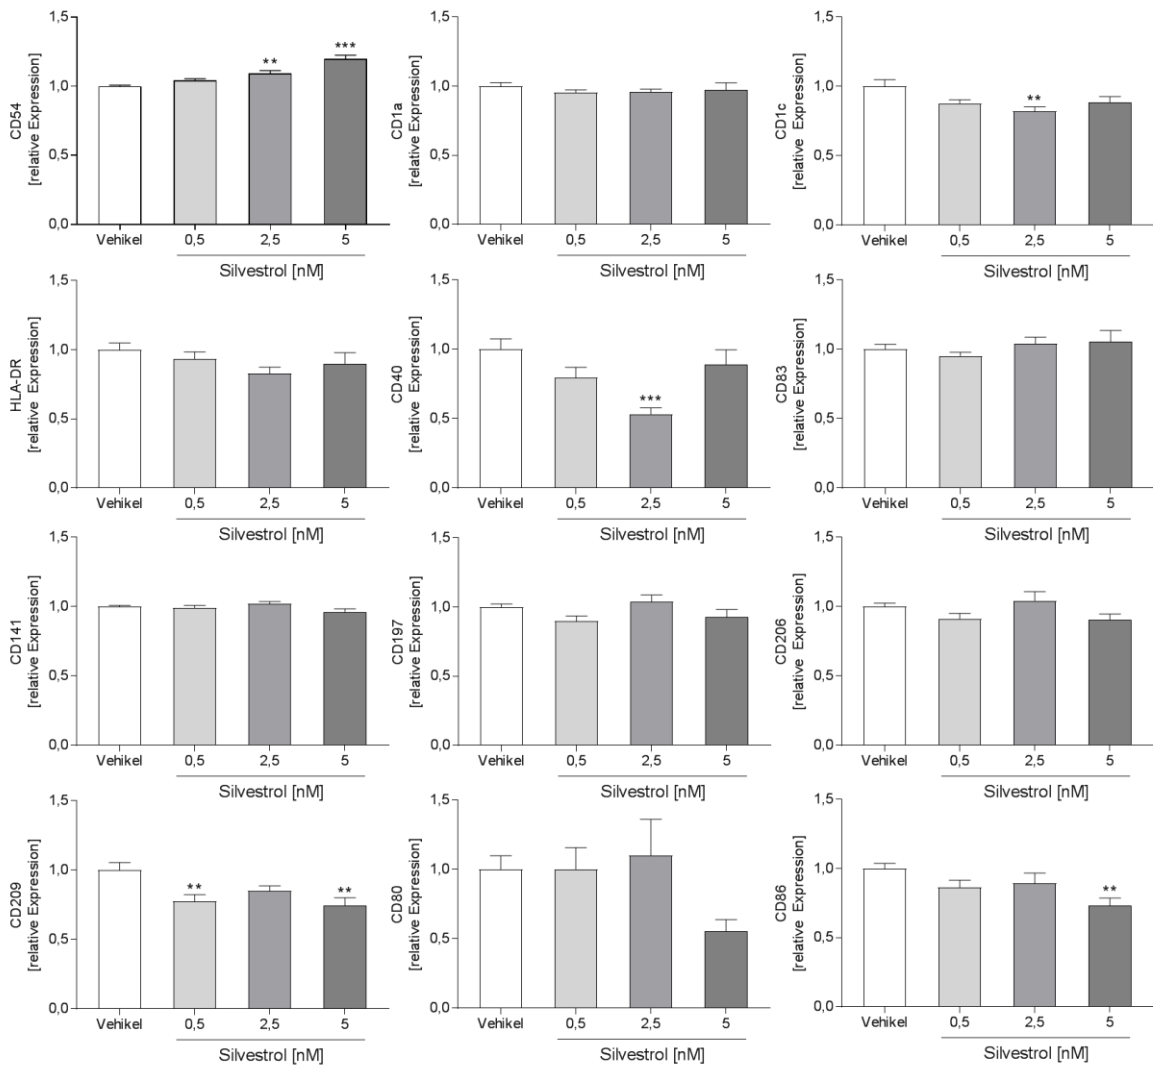 CD54
[relative Expression]
1,5
1,0
0,5
0,0
**
***
Vehikel 0,5 2,5 5
Silvestrol [nM]
CD1a
[relative Expression]
1,5
1,0
0,5
0,0
Vehikel 0,5 2,5 5
Silvestrol [nM]
CD1c
[relative Expression]
1,5
1,0
0,5
0,0
**
Vehikel 0,5 2,5 5
Silvestrol [nM]
HLA-DR
[relative Expression]
1,5
1,0
0,5
0,0
Vehikel 0,5 2,5 5
Silvestrol [nM]
CD40
[relative Expression]
1,5
1,0
0,5
0,0
***
Vehikel 0,5 2,5 5
Silvestrol [nM]
CD83
[relative Expression]
1,5
1,0
0,5
0,0
Vehikel 0,5 2,5 5
Silvestrol [nM]
CD141
[relative Expression]
1,5
1,0
0,5
0,0
Vehikel 0,5 2,5 5
Silvestrol [nM]
CD197
[relative Expression]
1,5
1,0
0,5
0,0
Vehikel 0,5 2,5 5
Silvestrol [nM]
CD206
[relative Expression]
1,5
1,0
0,5
0,0
Vehikel 0,5 2,5 5
Silvestrol [nM]
CD209
[relative Expression]
1,5
1,0
0,5
0,0
**
**
Vehikel 0,5 2,5 5
Silvestrol [nM]
CD80
[relative Expression]
1,5
1,0
0,5
0,0
Vehikel 0,5 2,5 5
Silvestrol [nM]
CD86
[relative Expression]
1,5
1,0
0,5
0,0
**
Vehikel 0,5 2,5 5
Silvestrol [nM]